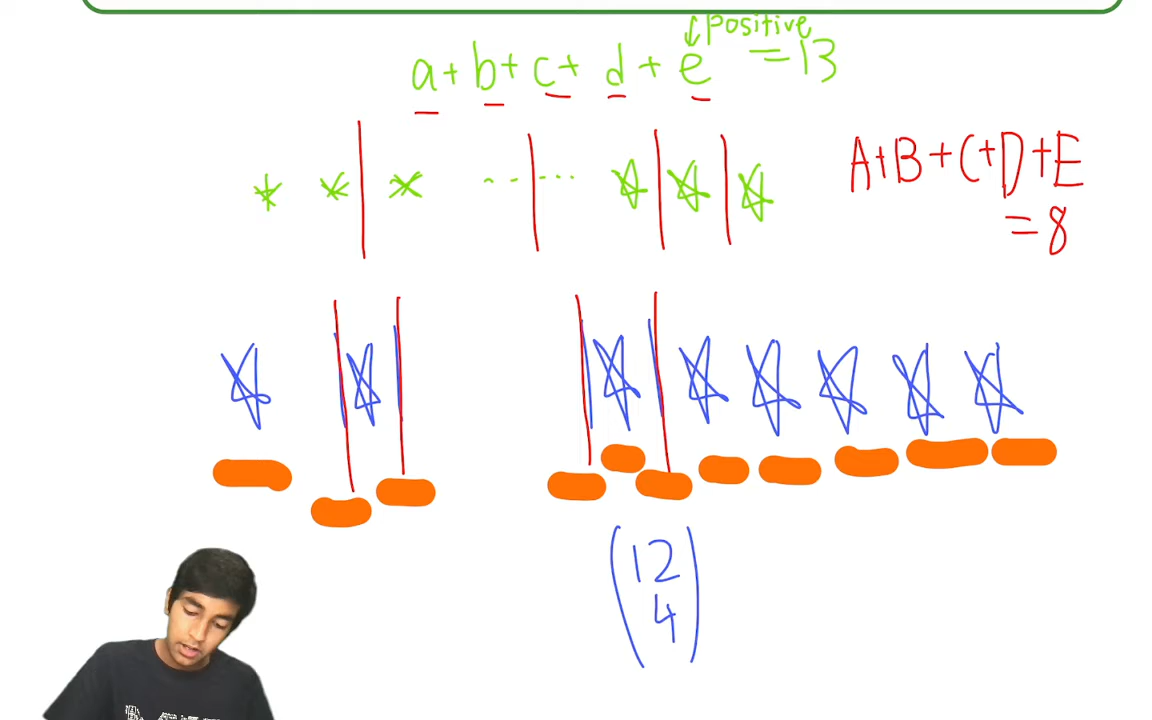 positive
a+b+c+d+e =13
A+B+C+D+E
=8
(12
4)